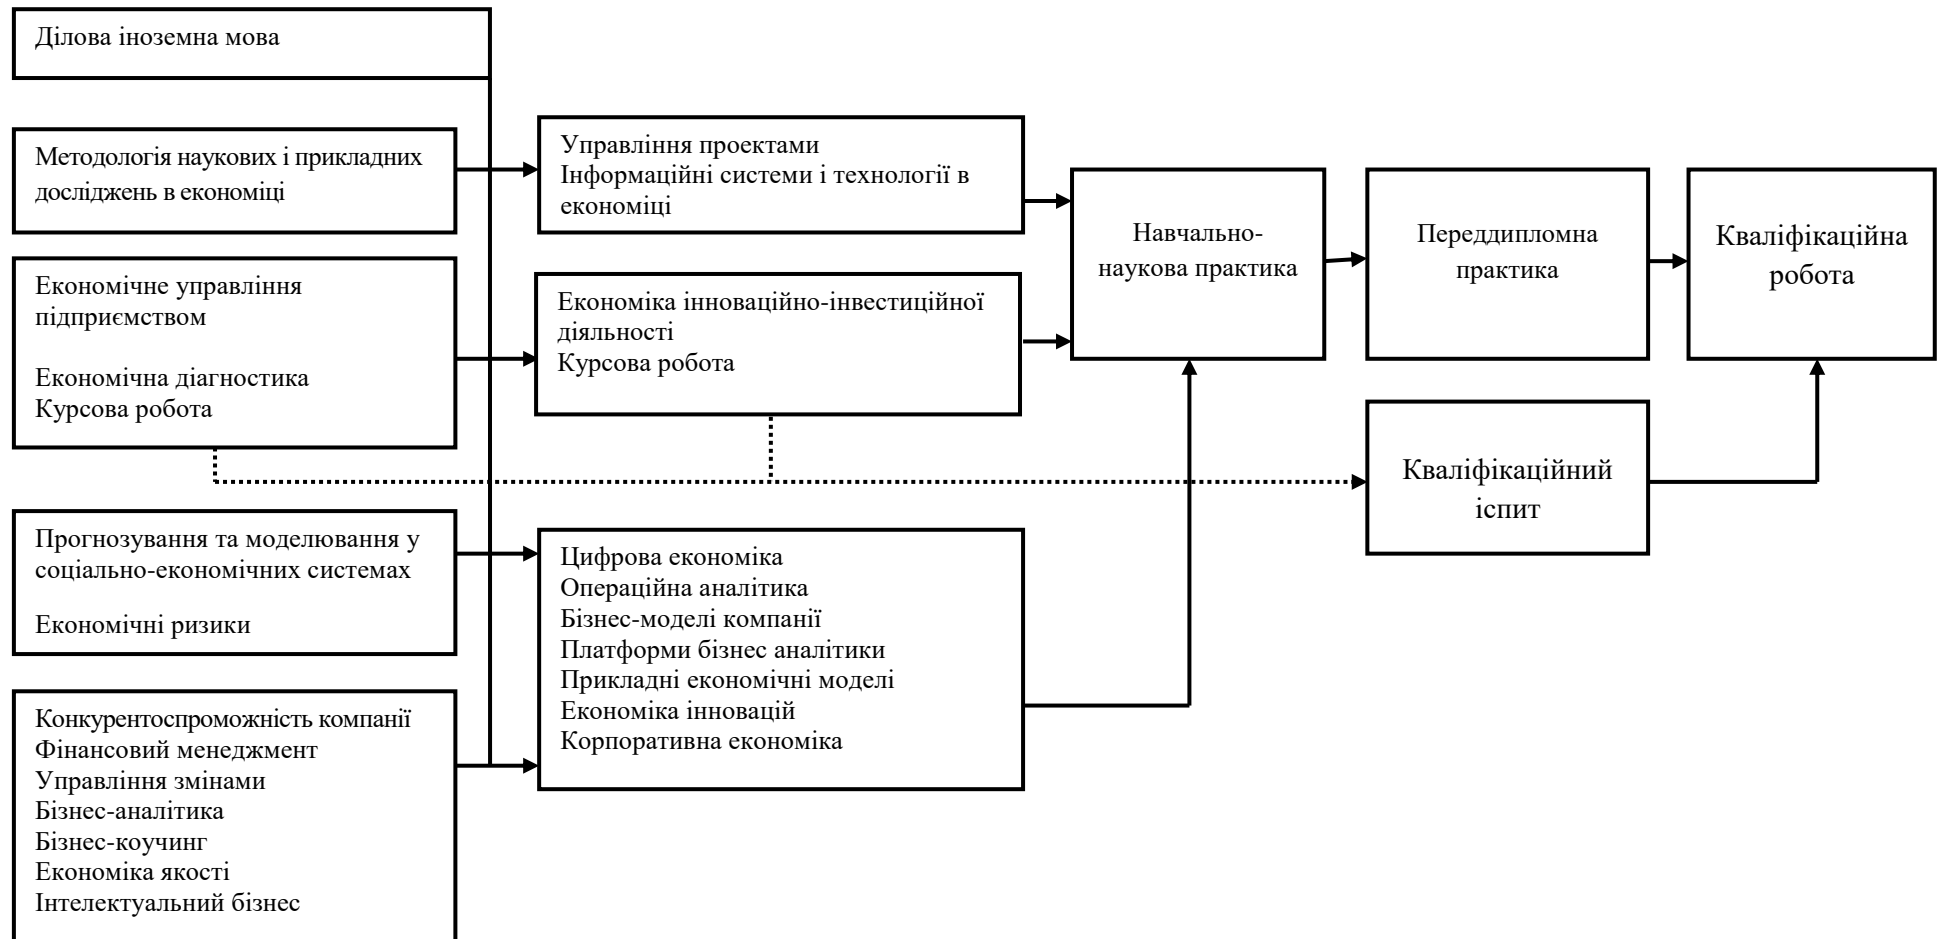 Ділова іноземна мова
Методологія наукових і прикладних
досліджень в економіці
Економічне управління
підприємством
Економічна діагностика
Курсова робота
Прогнозування та моделювання у
соціально-економічних системах
Економічні ризики
Конкурентоспроможність компанії
Фінансовий менеджмент
Управління змінами
Бізнес-аналітика
Бізнес-коучинг
Економіка якості
Інтелектуальний бізнес
Управління проектами
Інформаційні системи і технології в
економіці
Економіка інноваційно-інвестиційної
діяльності
Курсова робота
Цифрова економіка
Операційна аналітика
Бізнес-моделі компанії
Платформи бізнес аналітики
Прикладні економічні моделі
Економіка інновацій
Корпоративна економіка
Навчально-
наукова практика
Переддипломна
практика
Кваліфікаційний
іспит
Кваліфікаційна
робота